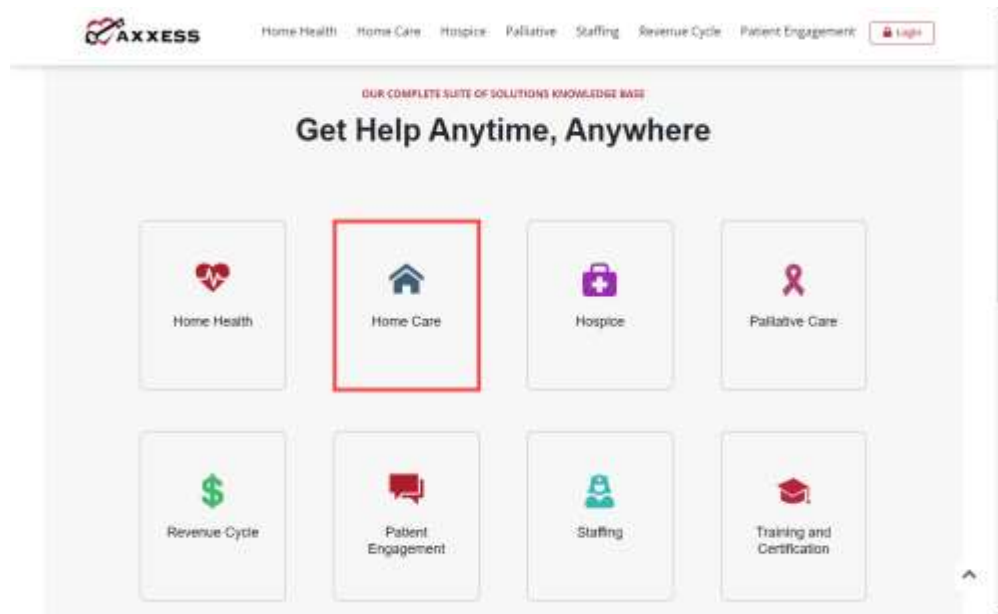 AXXESS
Home Health Home Care Hospice Palliative Staffing Revenue Cycle Patient Engagement Login
OUR COMPLETE SUITE OF SOLUTIONS KNOWLEDGE BASE
Get Help Anytime, Anywhere
Home Health
Home Care
Hospice
Palliative Care
Revenue Cycle
Patient
Engagement
Staffing
Training and
Certification